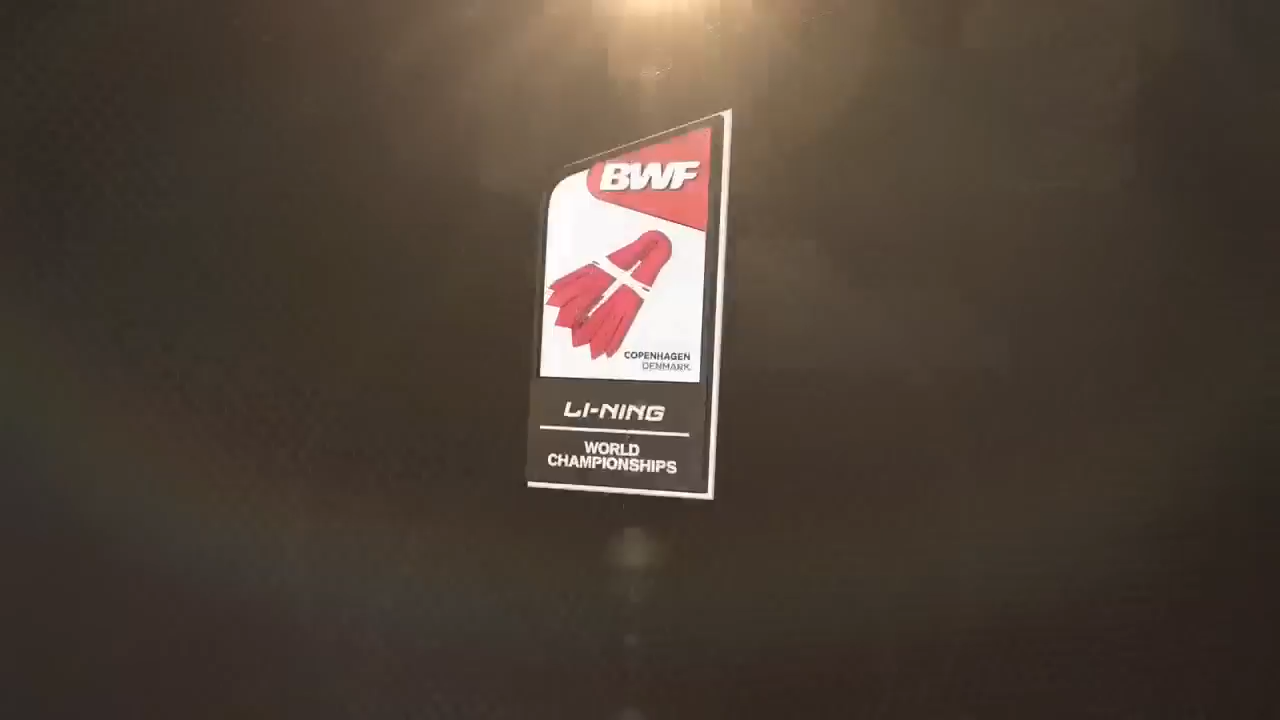 BWF
COPENHAGEN
DENMARK
LI-NING
WORLD
CHAMPIONSHIPS